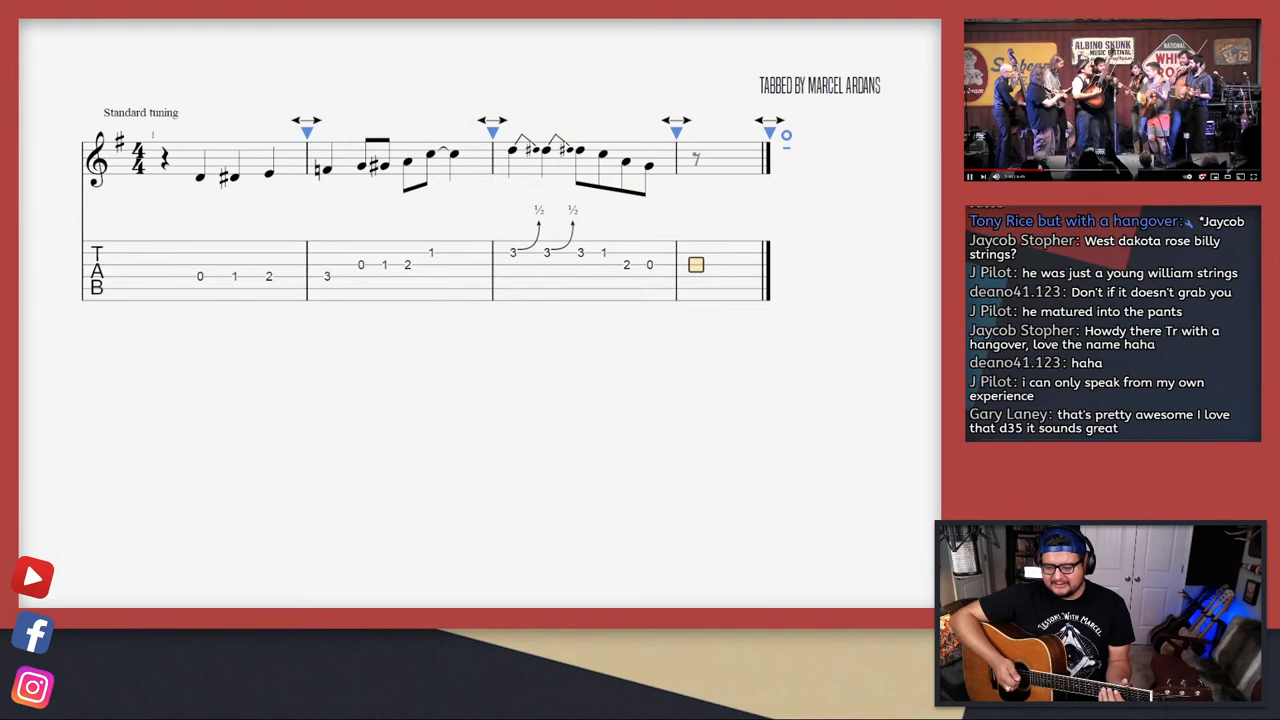 TABBED BY MARCEL ARDANS
Standard tuning
1
4
4
½ ½
T
A
B
0 1 2 3 0 1 2 1 3 3 3 1 2 0
ALBINO SKUNK
MUSIC FESTIVAL
NATIONAL
Tony Rice but with a hangover: *Jaycob
Jaycob Stopher: West dakota rose billy
strings?
J Pilot: he was just a young william strings
deano41.123: Don't if it doesn't grab you
J Pilot: he matured into the pants
Jaycob Stopher: Howdy there Tr with a
hangover, love the name haha
deano41.123: haha
J Pilot: i can only speak from my own
experience
Gary Laney: that's pretty awesome I love
that d35 it sounds great
LESSONS WITH MARCEL